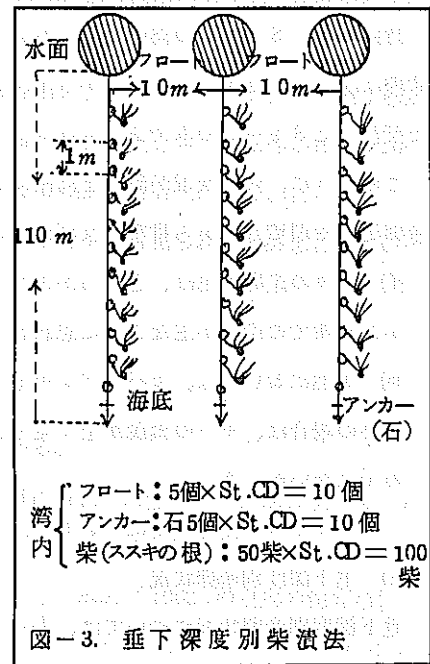 水面
フロート
フロート
10m
10m
1m
110m
海底
アンカー
(石)
湾内
フロート：5個×St.CD＝10個
アンカー：石5個×St.CD＝10個
柴(ススキの根)：50柴×St.CD＝100
柴
図－3. 垂下深度別柴漬法